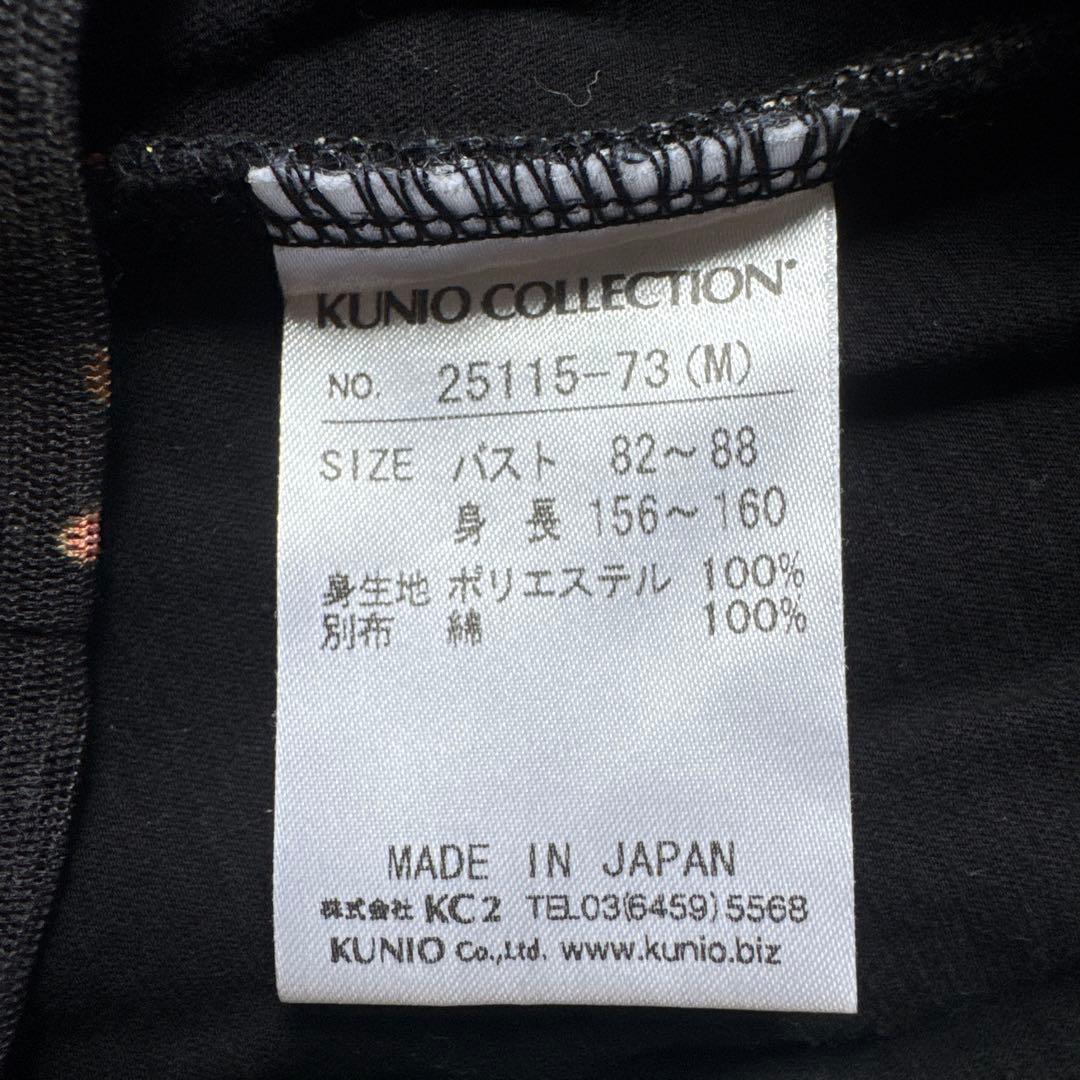 KUNIO COLLECTION
NO. 25115-73(M)
SIZE バスト 82～88
身 長 156～160
身生地 ポリエステル 100%
別布 綿 100%
MADE IN JAPAN
株式会社 KC2 TEL03(6459)5568
KUNIO Co.,Ltd. www.kunio.biz